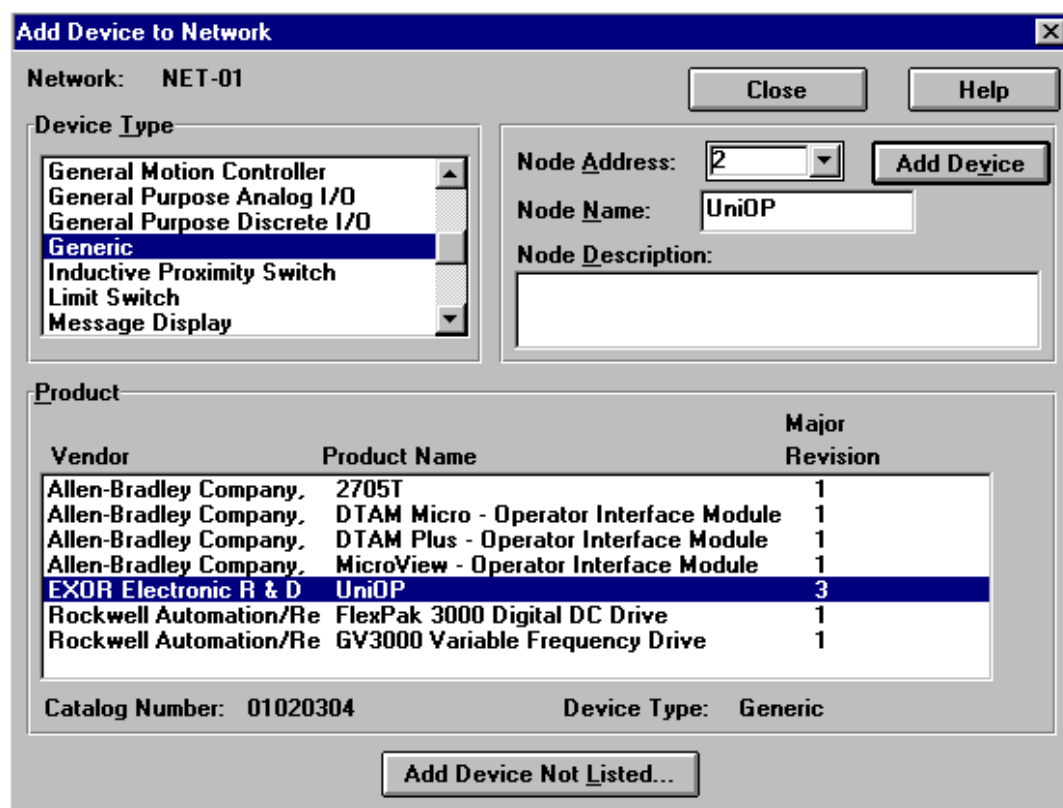 Add Device to Network
Network: NET-01
Close
Help
Device Type
General Motion Controller
General Purpose Analog I/O
General Purpose Discrete I/O
Generic
Inductive Proximity Switch
Limit Switch
Message Display
Node Address: 2
Add Device
Node Name: UniOP
Node Description:
Product
Vendor Product Name Major Revision
Allen-Bradley Company, 2705T 1
Allen-Bradley Company, DTAM Micro - Operator Interface Module 1
Allen-Bradley Company, DTAM Plus - Operator Interface Module 1
Allen-Bradley Company, MicroView - Operator Interface Module 1
EXOR Electronic R & D UniOP 3
Rockwell Automation/Re FlexPak 3000 Digital DC Drive 1
Rockwell Automation/Re GV3000 Variable Frequency Drive 1
Catalog Number: 01020304 Device Type: Generic
Add Device Not Listed...